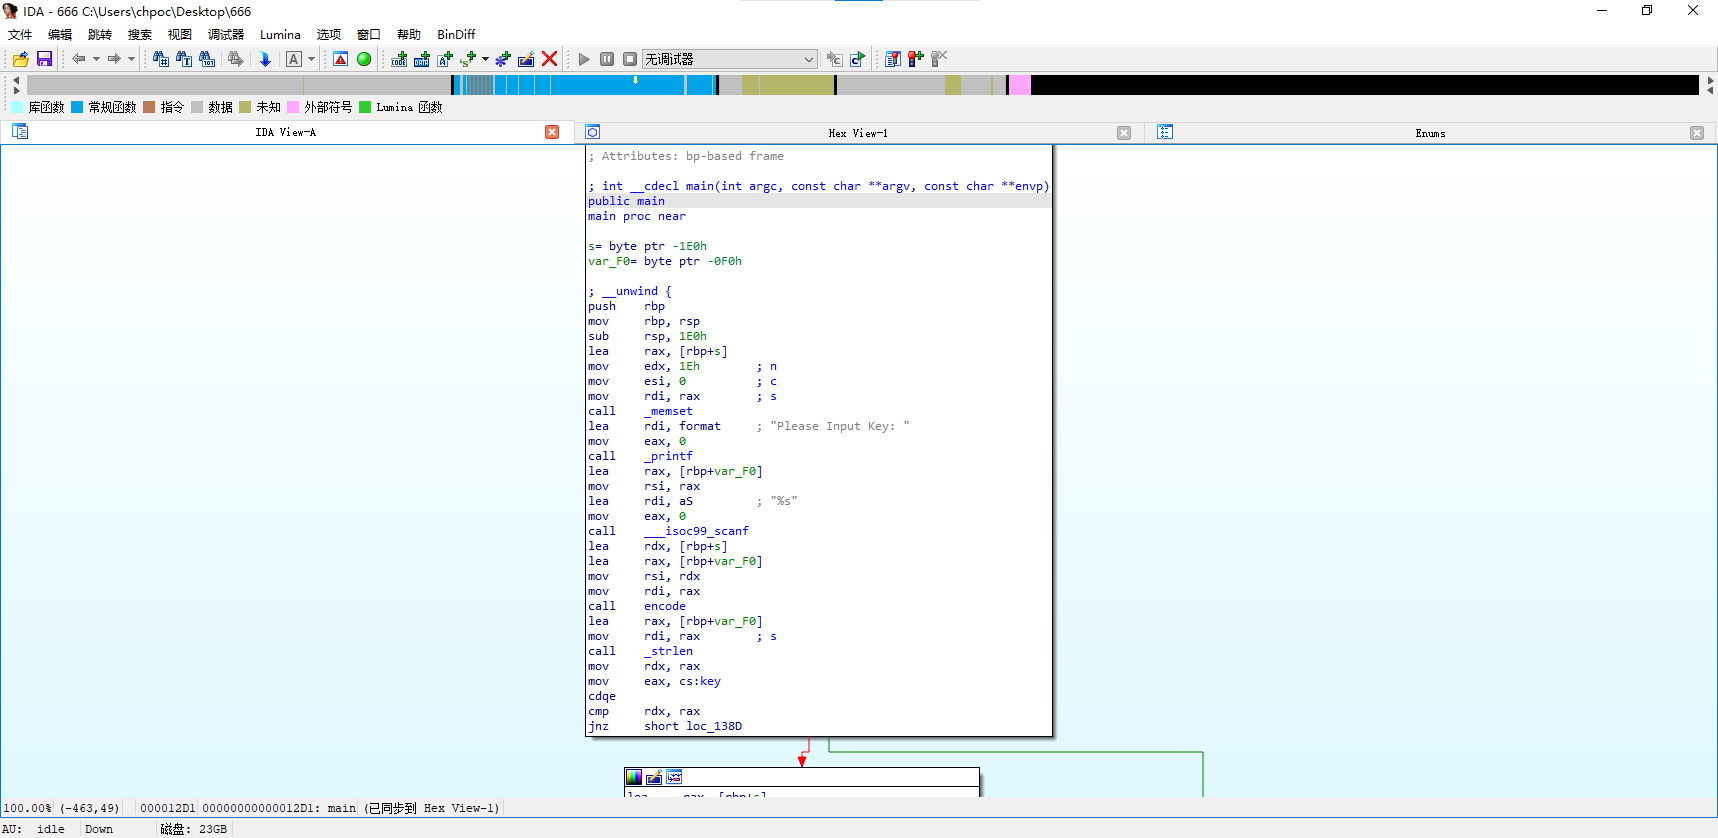 IDA - 666 C:\Users\chpoc\Desktop\666
文件 编辑 跳转 搜索 视图 调试器 Lumina 选项 窗口 帮助 BinDiff
无调试器
库函数 常规函数 指令 数据 未知 外部符号 Lumina 函数
IDA View-A Hex View-1 Enums
; Attributes: bp-based frame
; int __cdecl main(int argc, const char **argv, const char **envp)
public main
main proc near
s= byte ptr -1E0h
var_F0= byte ptr -0F0h
; __unwind {
push rbp
mov rbp, rsp
sub rsp, 1E0h
lea rax, [rbp+s]
mov edx, 1Eh ; n
mov esi, 0 ; c
mov rdi, rax ; s
call _memset
lea rdi, format ; "Please Input Key: "
mov eax, 0
call _printf
lea rax, [rbp+var_F0]
mov rsi, rax
lea rdi, aS ; "%s"
mov eax, 0
call ___isoc99_scanf
lea rdx, [rbp+s]
lea rax, [rbp+var_F0]
mov rsi, rdx
mov rdi, rax
call encode
lea rax, [rbp+var_F0]
mov rdi, rax ; s
call _strlen
mov rdx, rax
mov eax, cs:key
cdqe
cmp rdx, rax
jnz short loc_138D
lea rax, [rbp+s]
100.00% (-463,49) 000012D1 00000000000012D1: main (已同步到 Hex View-1)
AU: idle Down 磁盘: 23GB